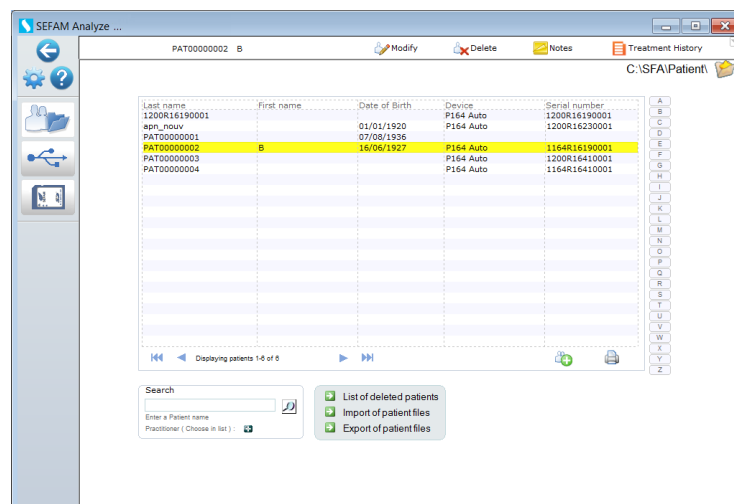 SEFAM Analyze ...
PAT00000002 B Modify Delete Notes Treatment History
C:\SFA\Patient\
Last name First name Date of Birth Device Serial number
1200R16190001 P164 Auto 1200R16190001
apn_nouv 01/01/1920 P164 Auto 1200R16230001
PAT00000001 07/08/1936
PAT00000002 B 16/06/1927 P164 Auto 1164R16190001
PAT00000003 P164 Auto 1200R16410001
PAT00000004 P164 Auto 1164R16410001
A
B
C
D
E
F
G
H
I
J
K
L
M
N
O
P
Q
R
S
T
U
V
W
X
Y
Z
Displaying patients 1-6 of 6
Search
Enter a Patient name
Practitioner ( Choose in list ) :
List of deleted patients
Import of patient files
Export of patient files